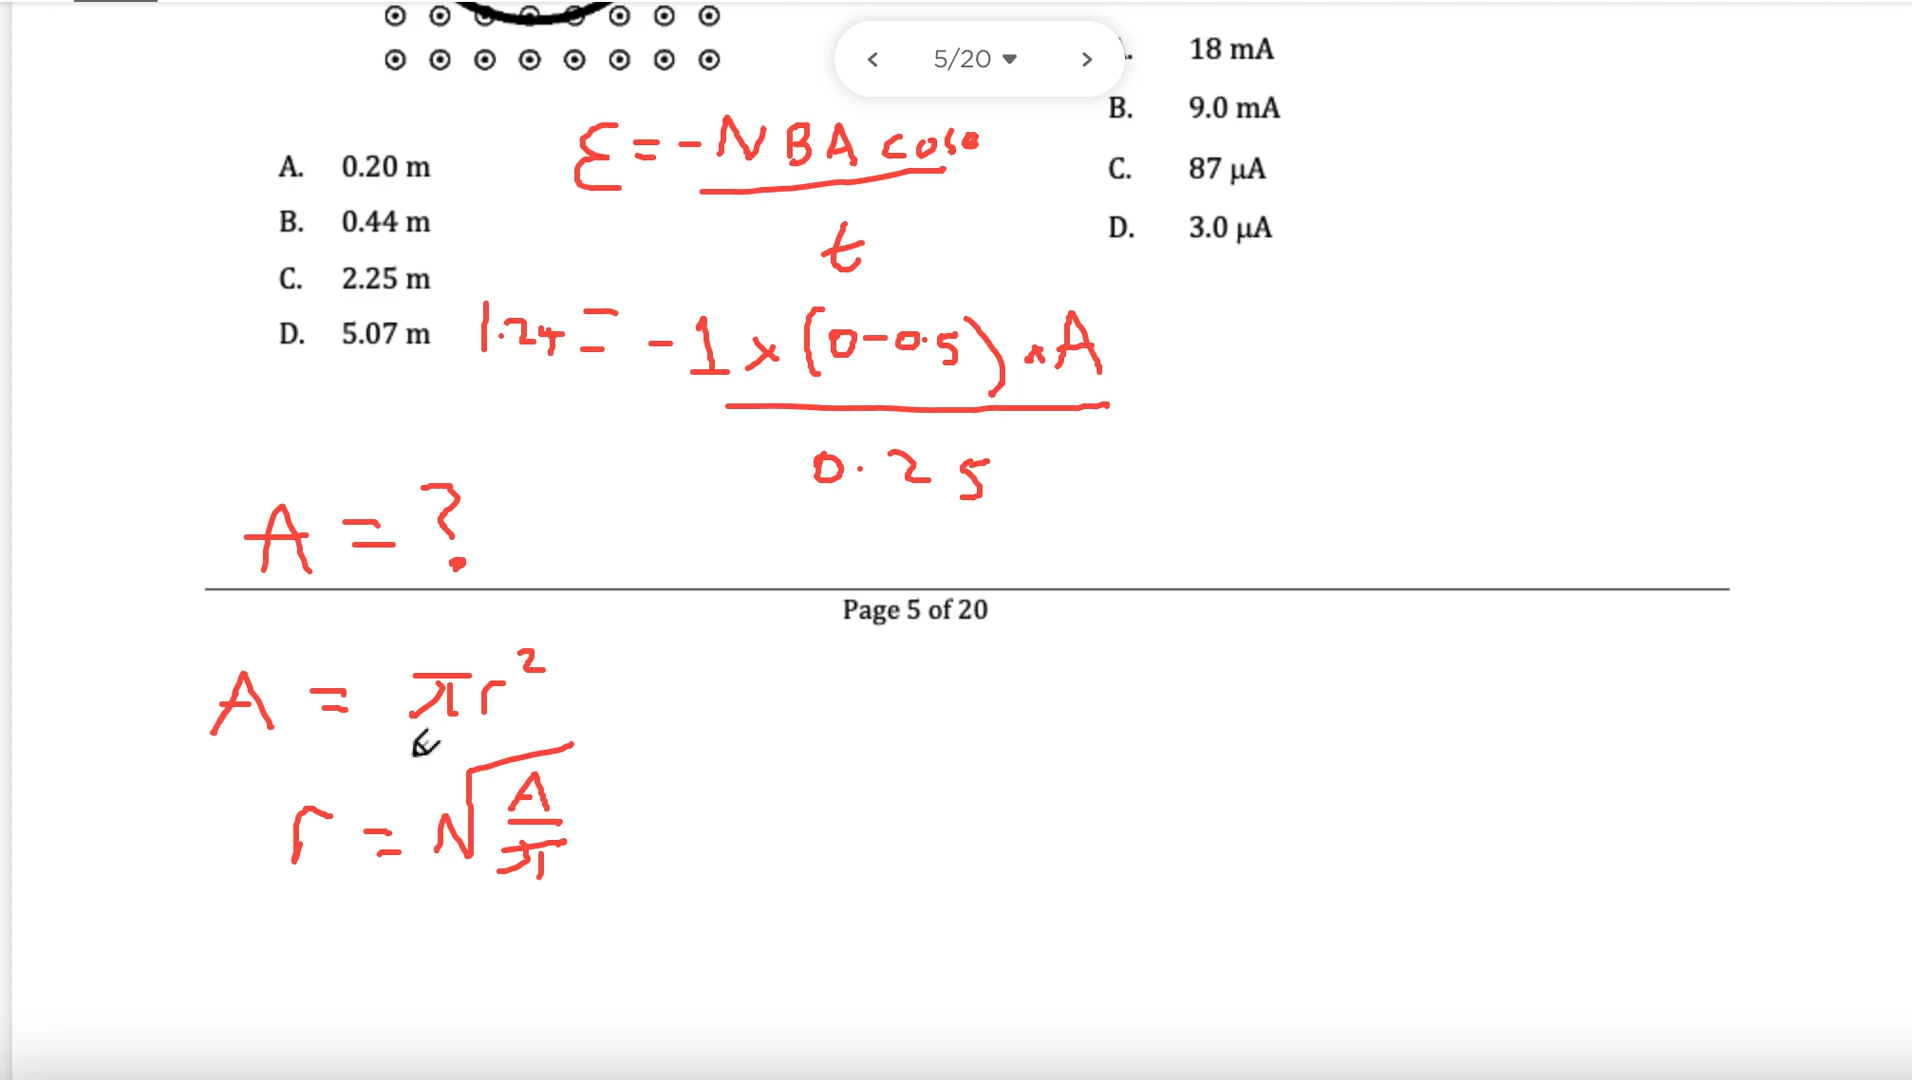 5/20
18 mA
B. 9.0 mA
C. 87 μA
D. 3.0 μA
A. 0.20 m
B. 0.44 m
C. 2.25 m
D. 5.07 m
Ɛ = -NBA cosθ
t
1.24 = -1 × (0-0.5) × A
0.25
A = ?
Page 5 of 20
A = πr²
r = √A/π